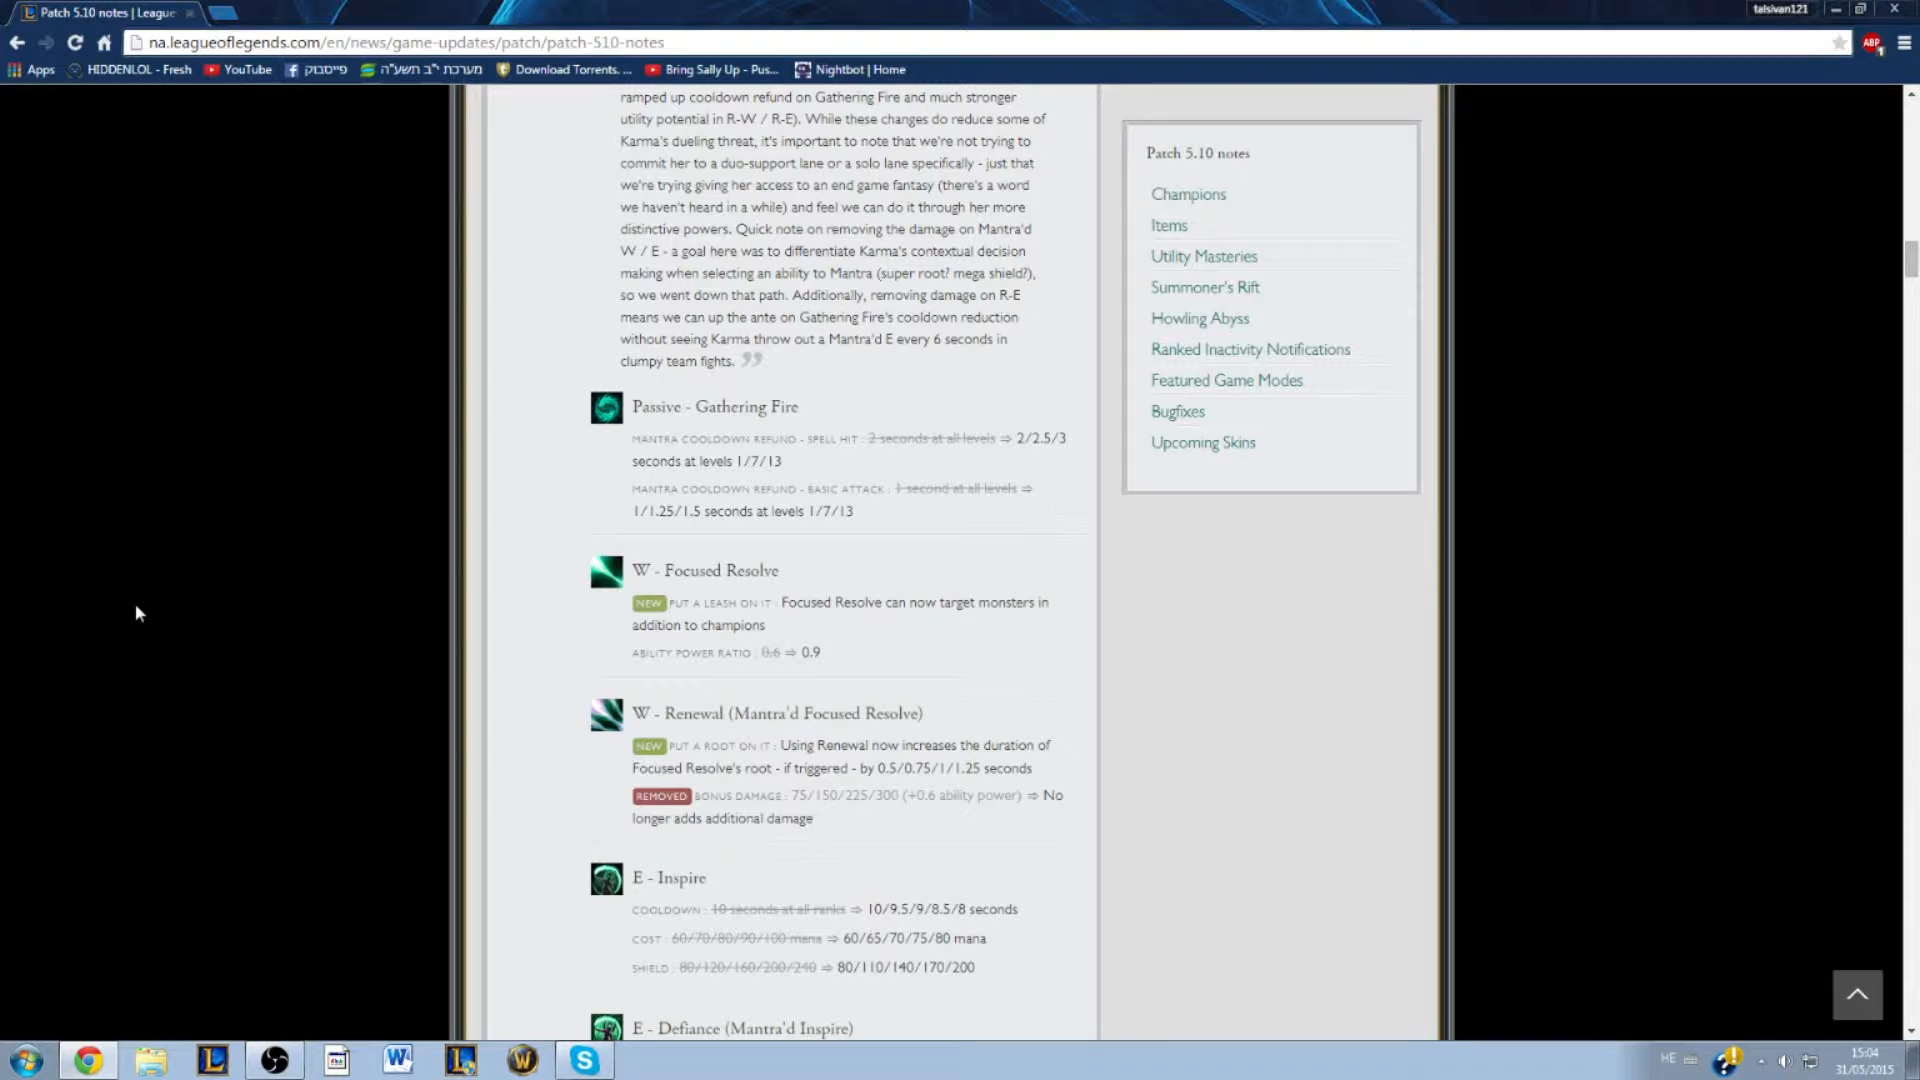 Patch 5.10 notes | League
talsivan121
na.leagueoflegends.com/en/news/game-updates/patch/patch-510-notes
ABP
1
Apps HIDDENLOL - Fresh YouTube פייסבוק מערכת י"ב תשע"ה Download Torrents. ... Bring Sally Up - Pus... Nightbot | Home
ramped up cooldown refund on Gathering Fire and much stronger
utility potential in R-W / R-E). While these changes do reduce some of
Karma's dueling threat, it's important to note that we're not trying to
commit her to a duo-support lane or a solo lane specifically - just that
we're trying giving her access to an end game fantasy (there's a word
we haven't heard in a while) and feel we can do it through her more
distinctive powers. Quick note on removing the damage on Mantra'd
W / E - a goal here was to differentiate Karma's contextual decision
making when selecting an ability to Mantra (super root? mega shield?),
so we went down that path. Additionally, removing damage on R-E
means we can up the ante on Gathering Fire's cooldown reduction
without seeing Karma throw out a Mantra'd E every 6 seconds in
clumpy team fights. ”
Passive - Gathering Fire
MANTRA COOLDOWN REFUND - SPELL HIT : 2 seconds at all levels ⇒ 2/2.5/3
seconds at levels 1/7/13
MANTRA COOLDOWN REFUND - BASIC ATTACK : 1 second at all levels ⇒
1/1.25/1.5 seconds at levels 1/7/13
W - Focused Resolve
NEW PUT A LEASH ON IT : Focused Resolve can now target monsters in
addition to champions
ABILITY POWER RATIO : 0.6 ⇒ 0.9
W - Renewal (Mantra'd Focused Resolve)
NEW PUT A ROOT ON IT : Using Renewal now increases the duration of
Focused Resolve's root - if triggered - by 0.5/0.75/1/1.25 seconds
REMOVED BONUS DAMAGE : 75/150/225/300 (+0.6 ability power) ⇒ No
longer adds additional damage
E - Inspire
COOLDOWN : 10 seconds at all ranks ⇒ 10/9.5/9/8.5/8 seconds
COST : 60/70/80/90/100 mana ⇒ 60/65/70/75/80 mana
SHIELD : 80/120/160/200/240 ⇒ 80/110/140/170/200
E - Defiance (Mantra'd Inspire)
Patch 5.10 notes
Champions
Items
Utility Masteries
Summoner's Rift
Howling Abyss
Ranked Inactivity Notifications
Featured Game Modes
Bugfixes
Upcoming Skins
HE
15:04
31/05/2015